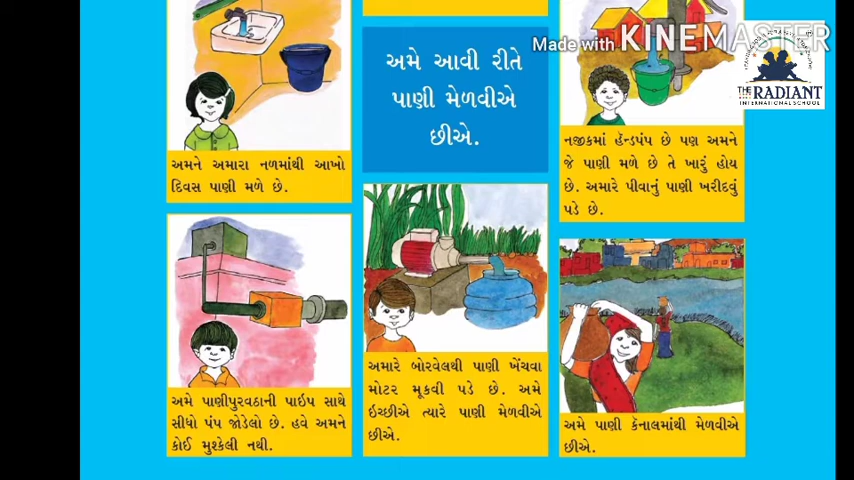 Made with KINEMASTER
THE RADIANT
INTERNATIONAL SCHOOL
અમે આવી રીતે
પાણી મેળવીએ
છીએ.
અમને અમારા નળમાંથી આખો
દિવસ પાણી મળે છે.
નજીકમાં હૅન્ડપંપ છે પણ અમને
જે પાણી મળે છે તે ખારું હોય
છે. અમારે પીવાનું પાણી ખરીદવું
પડે છે.
અમે પાણીપુરવઠાની પાઇપ સાથે
સીધો પંપ જોડેલો છે. હવે અમને
કોઈ મુશ્કેલી નથી.
અમારે બોરવેલથી પાણી ખેંચવા
મોટર મૂકવી પડે છે. અમે
ઇચ્છીએ ત્યારે પાણી મેળવીએ
છીએ.
અમે પાણી કૅનાલમાંથી મેળવીએ
છીએ.